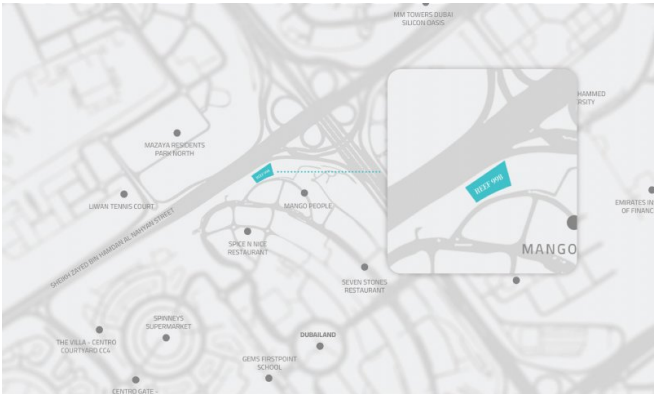 MM TOWERS DUBAI
SILICON OASIS
HAMMED
RSITY
MAZAYA RESIDENTS
PARK NORTH
LIWAN TENNIS COURT
MANGO PEOPLE
EMIRATES IN
OF FINANC
SHEIKH ZAYED BIN HAMDAN AL NAHYAN STREET
SPICE N NICE
RESTAURANT
MANGO
SEVEN STONES
RESTAURANT
SPINNEYS
SUPERMARKET
DUBAILAND
THE VILLA - CENTRO
COURTYARD CC4
GEMS FIRSTPOINT
SCHOOL
CENTRO GATE -